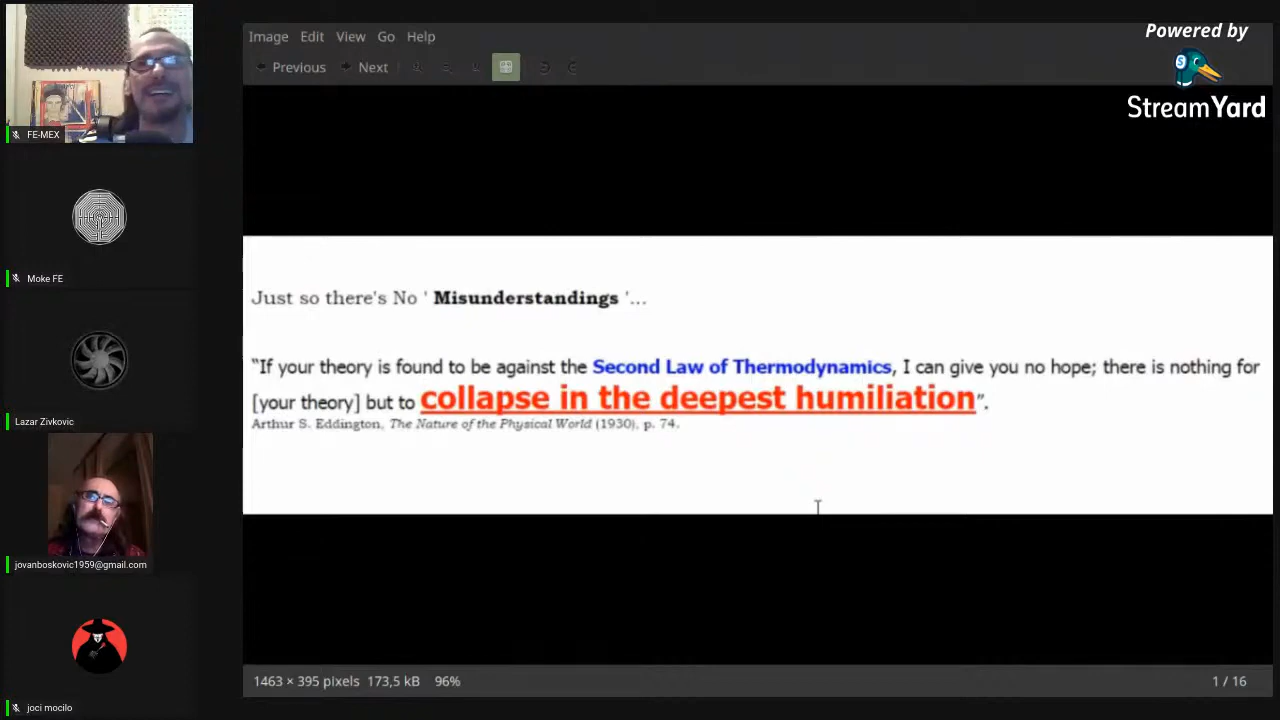 Image Edit View Go Help
Previous Next
Powered by
S
StreamYard
FE-MEX
Moke FE
Lazar Zivkovic
jovanboskovic1959@gmail.com
joci mocilo
Just so there's No ' Misunderstandings '...
“If your theory is found to be against the Second Law of Thermodynamics, I can give you no hope; there is nothing for
[your theory] but to collapse in the deepest humiliation”.
Arthur S. Eddington, The Nature of the Physical World (1930), p. 74.
1463 × 395 pixels 173,5 kB 96%
1 / 16